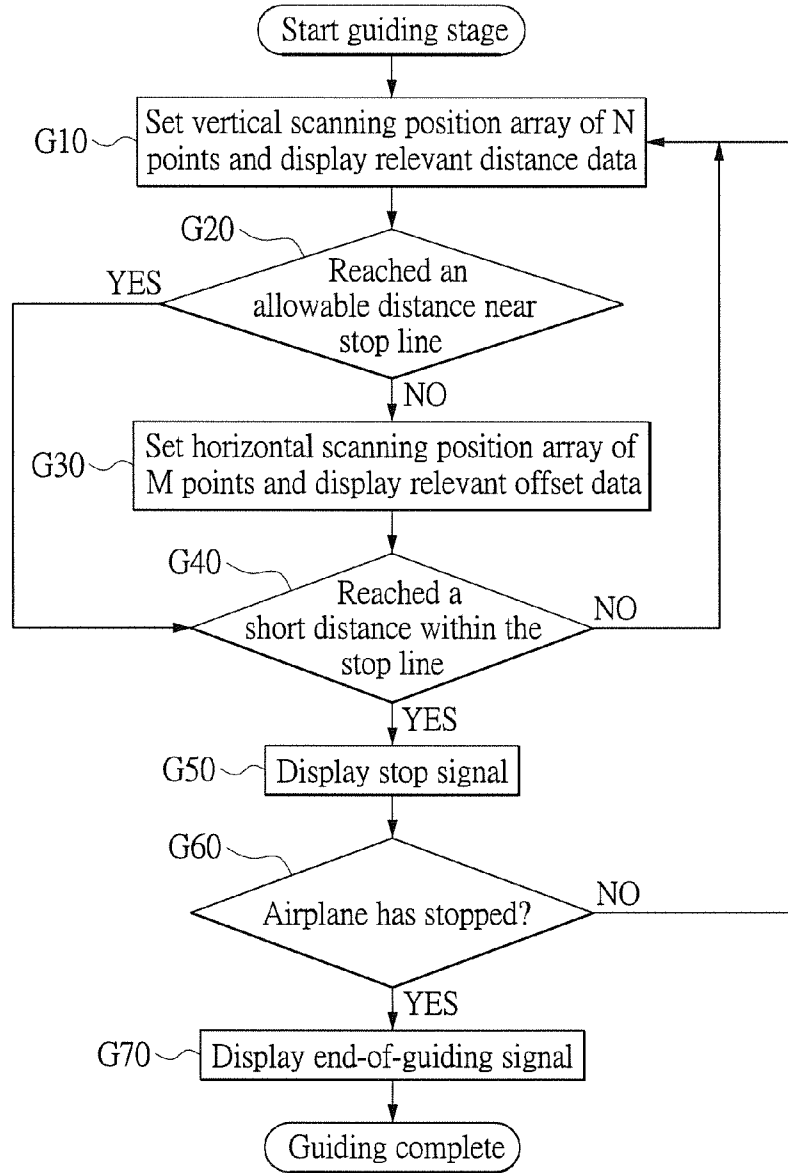 Start guiding stage
G10
Set vertical scanning position array of N
points and display relevant distance data
G20
YES
Reached an
allowable distance near
stop line
NO
G30
Set horizontal scanning position array of
M points and display relevant offset data
G40
Reached a
short distance within the
stop line
NO
YES
G50
Display stop signal
G60
Airplane has stopped?
NO
YES
G70
Display end-of-guiding signal
Guiding complete